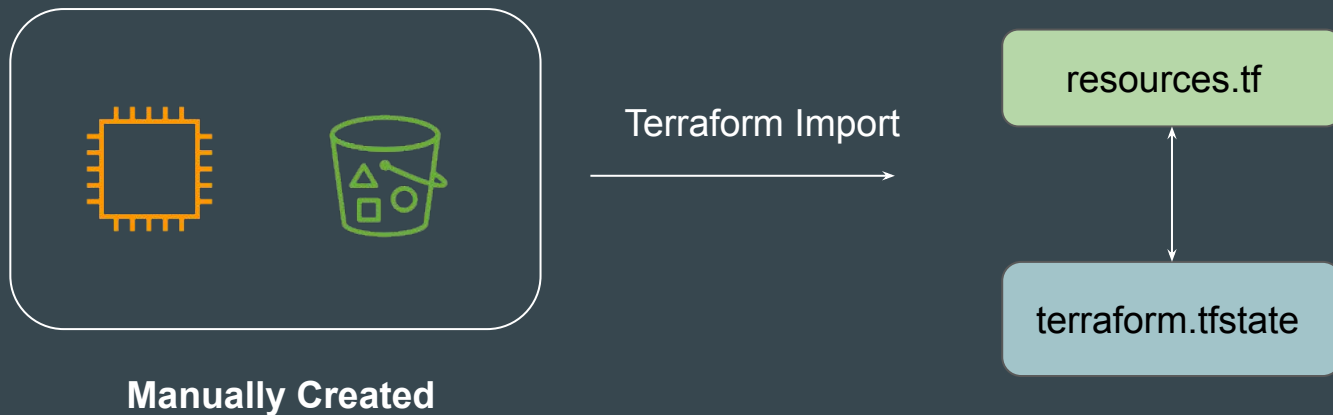 resources.tf
Terraform Import
terraform.tfstate
Manually Created